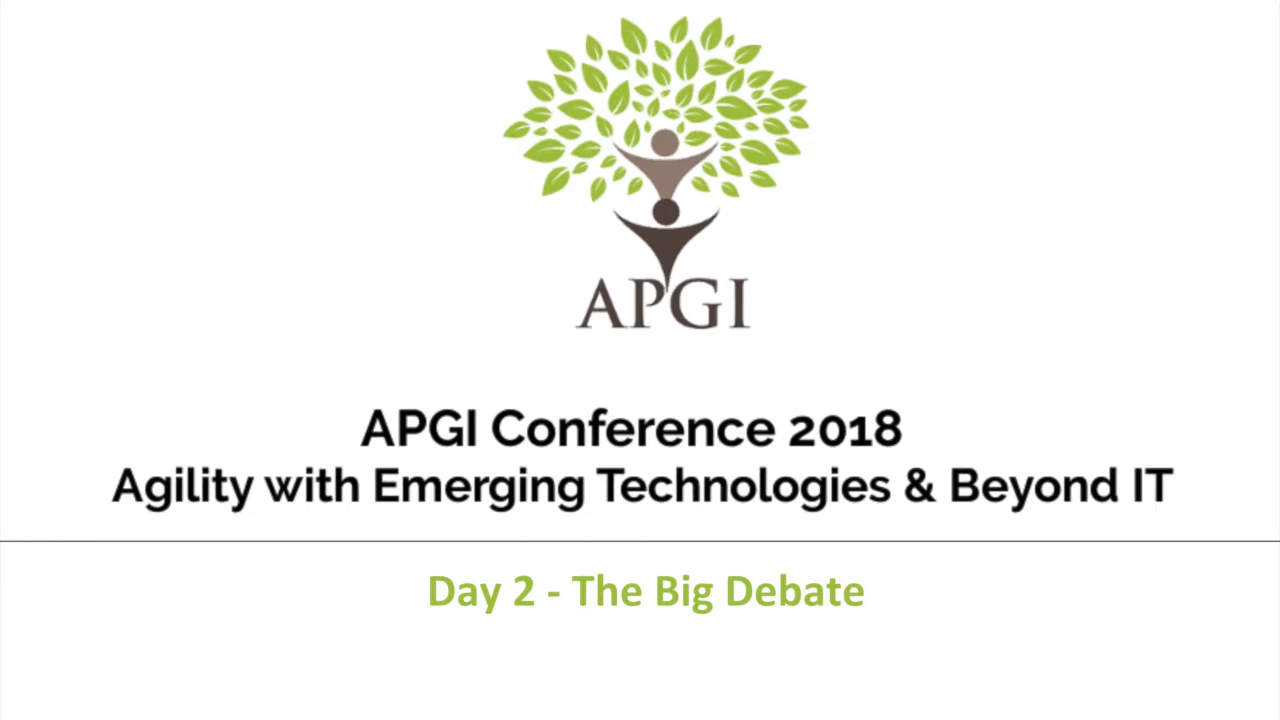 APGI
APGI Conference 2018
Agility with Emerging Technologies & Beyond IT
Day 2 - The Big Debate